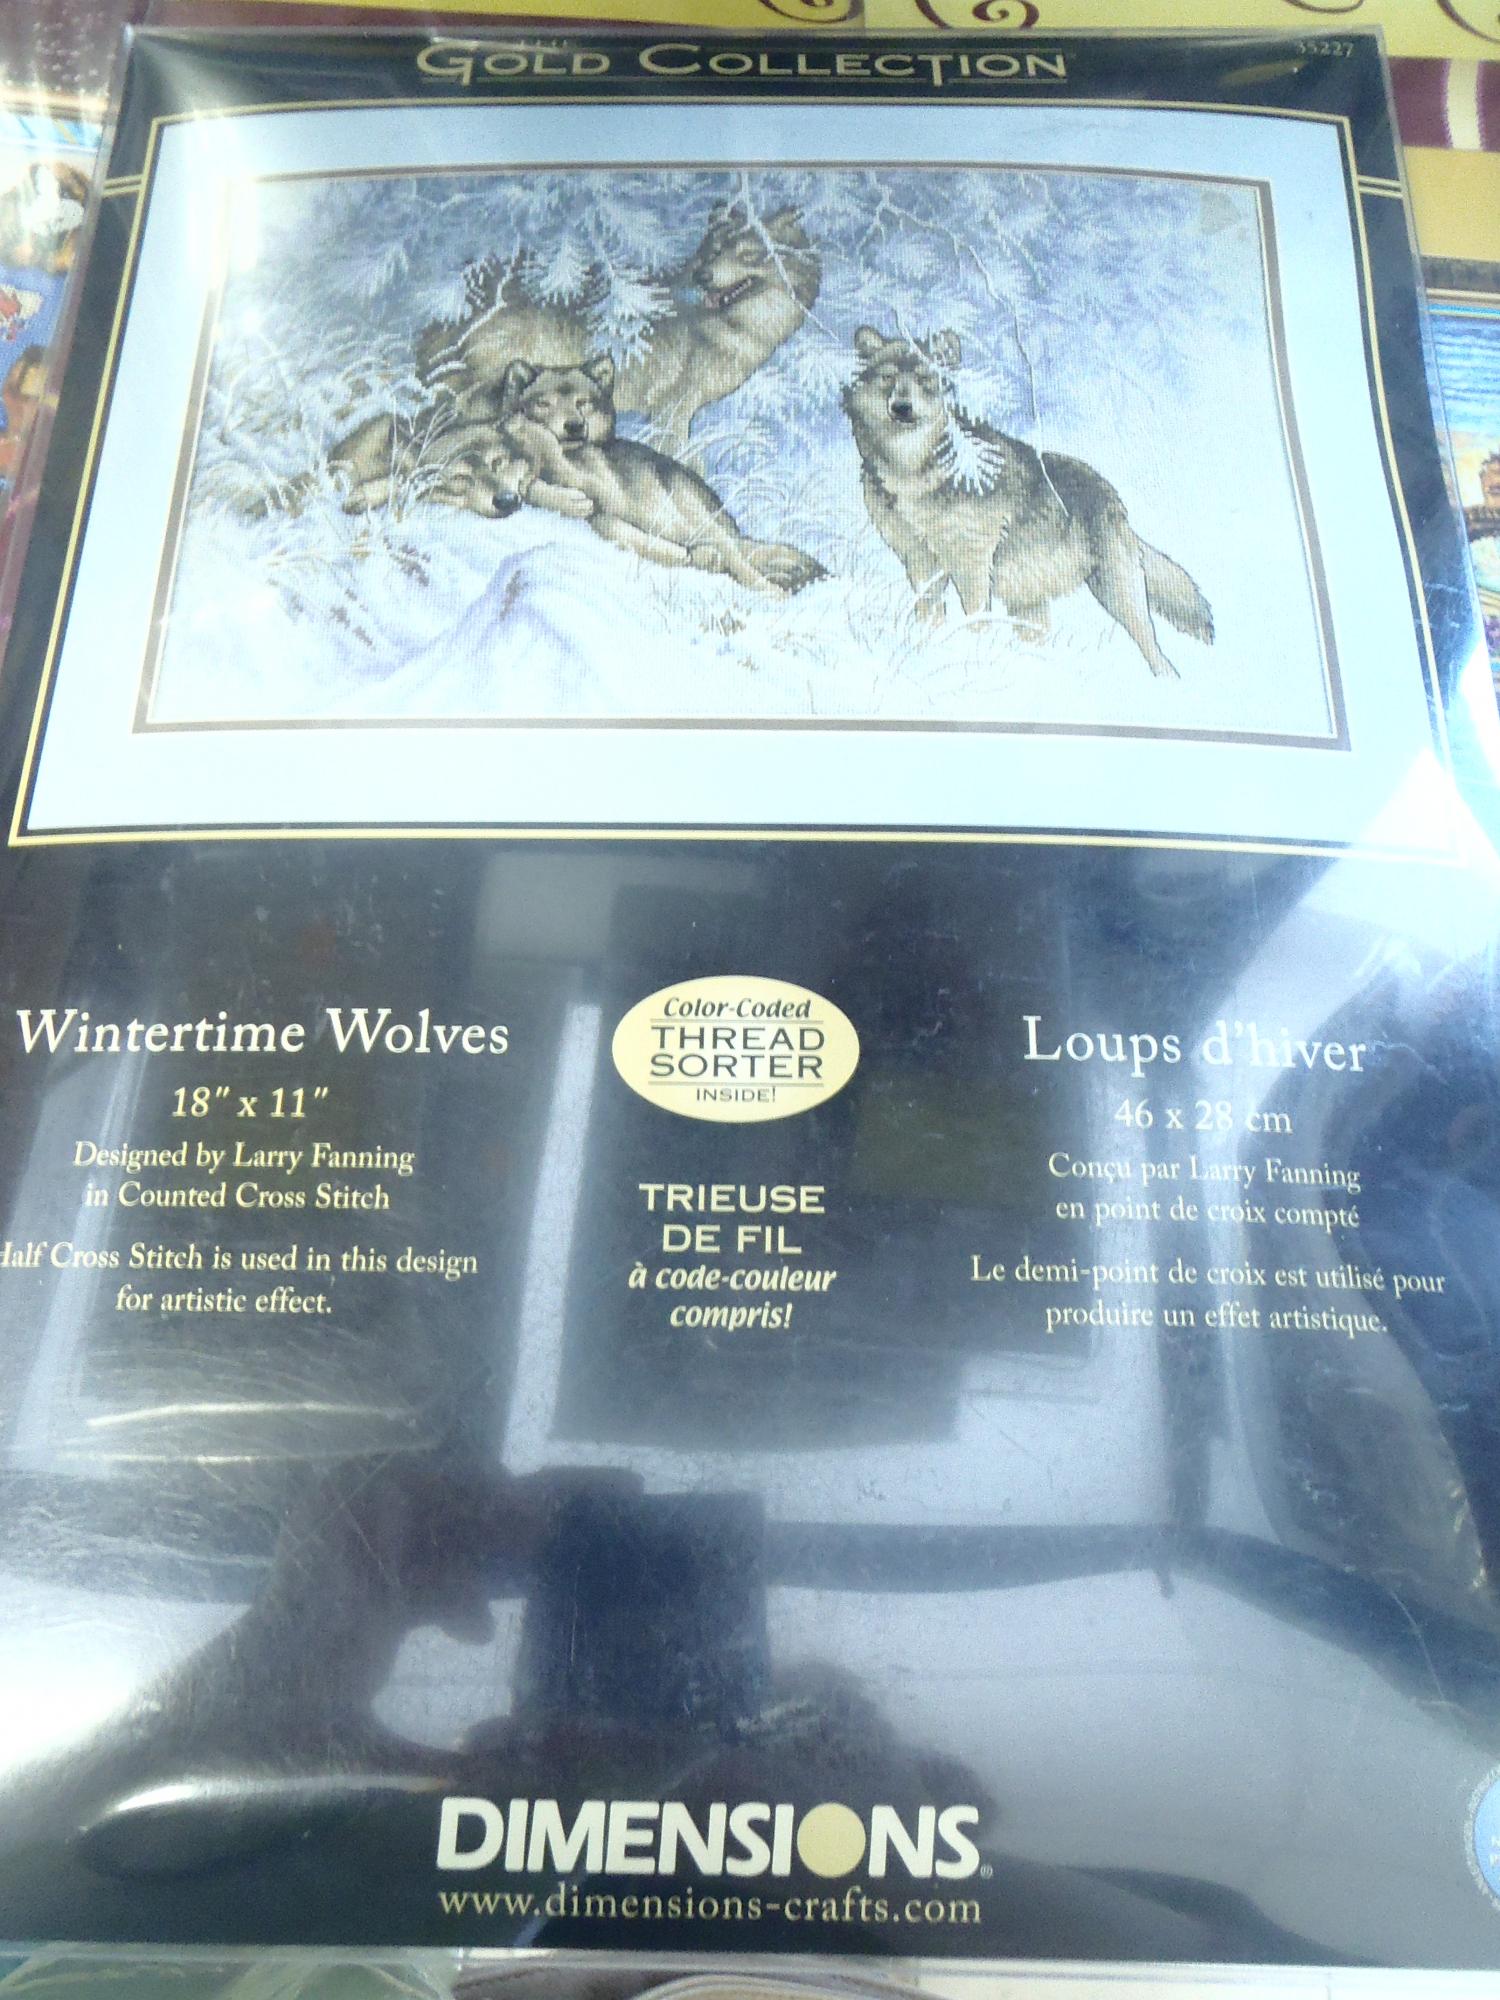 THE
GOLD COLLECTION
35227
Wintertime Wolves
18" x 11"
Designed by Larry Fanning
in Counted Cross Stitch
Half Cross Stitch is used in this design
for artistic effect.
Color-Coded
THREAD
SORTER
INSIDE!
TRIEUSE
DE FIL
à code-couleur
compris!
Loups d'hiver
46 x 28 cm
Conçu par Larry Fanning
en point de croix compté
Le demi-point de croix est utilisé pour
produire un effet artistique.
DIMENSIONS®
www.dimensions-crafts.com